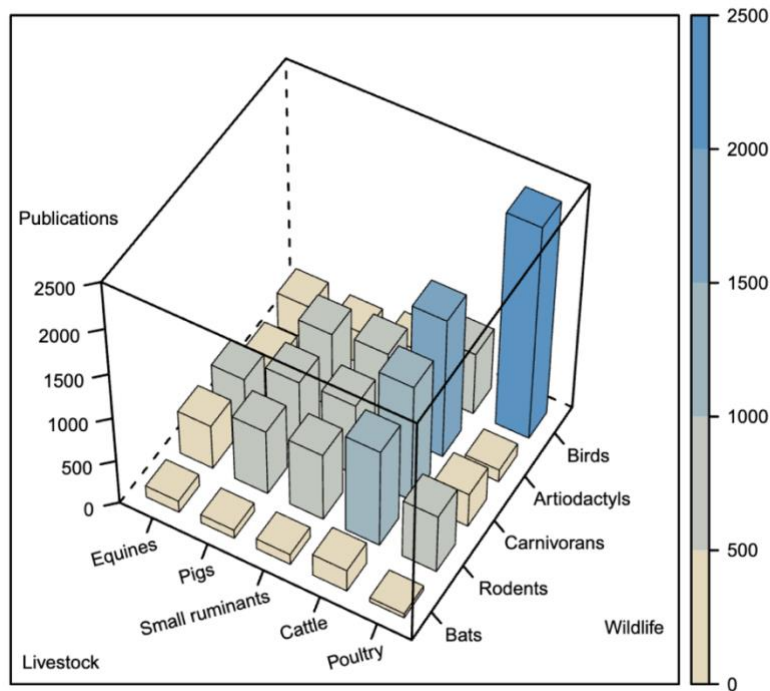 Publications
2500
2000
1500
1000
500
0
Equines
Pigs
Small ruminants
Cattle
Poultry
Livestock
Bats
Rodents
Carnivorans
Artiodactyls
Birds
Wildlife
2500
2000
1500
1000
500
0